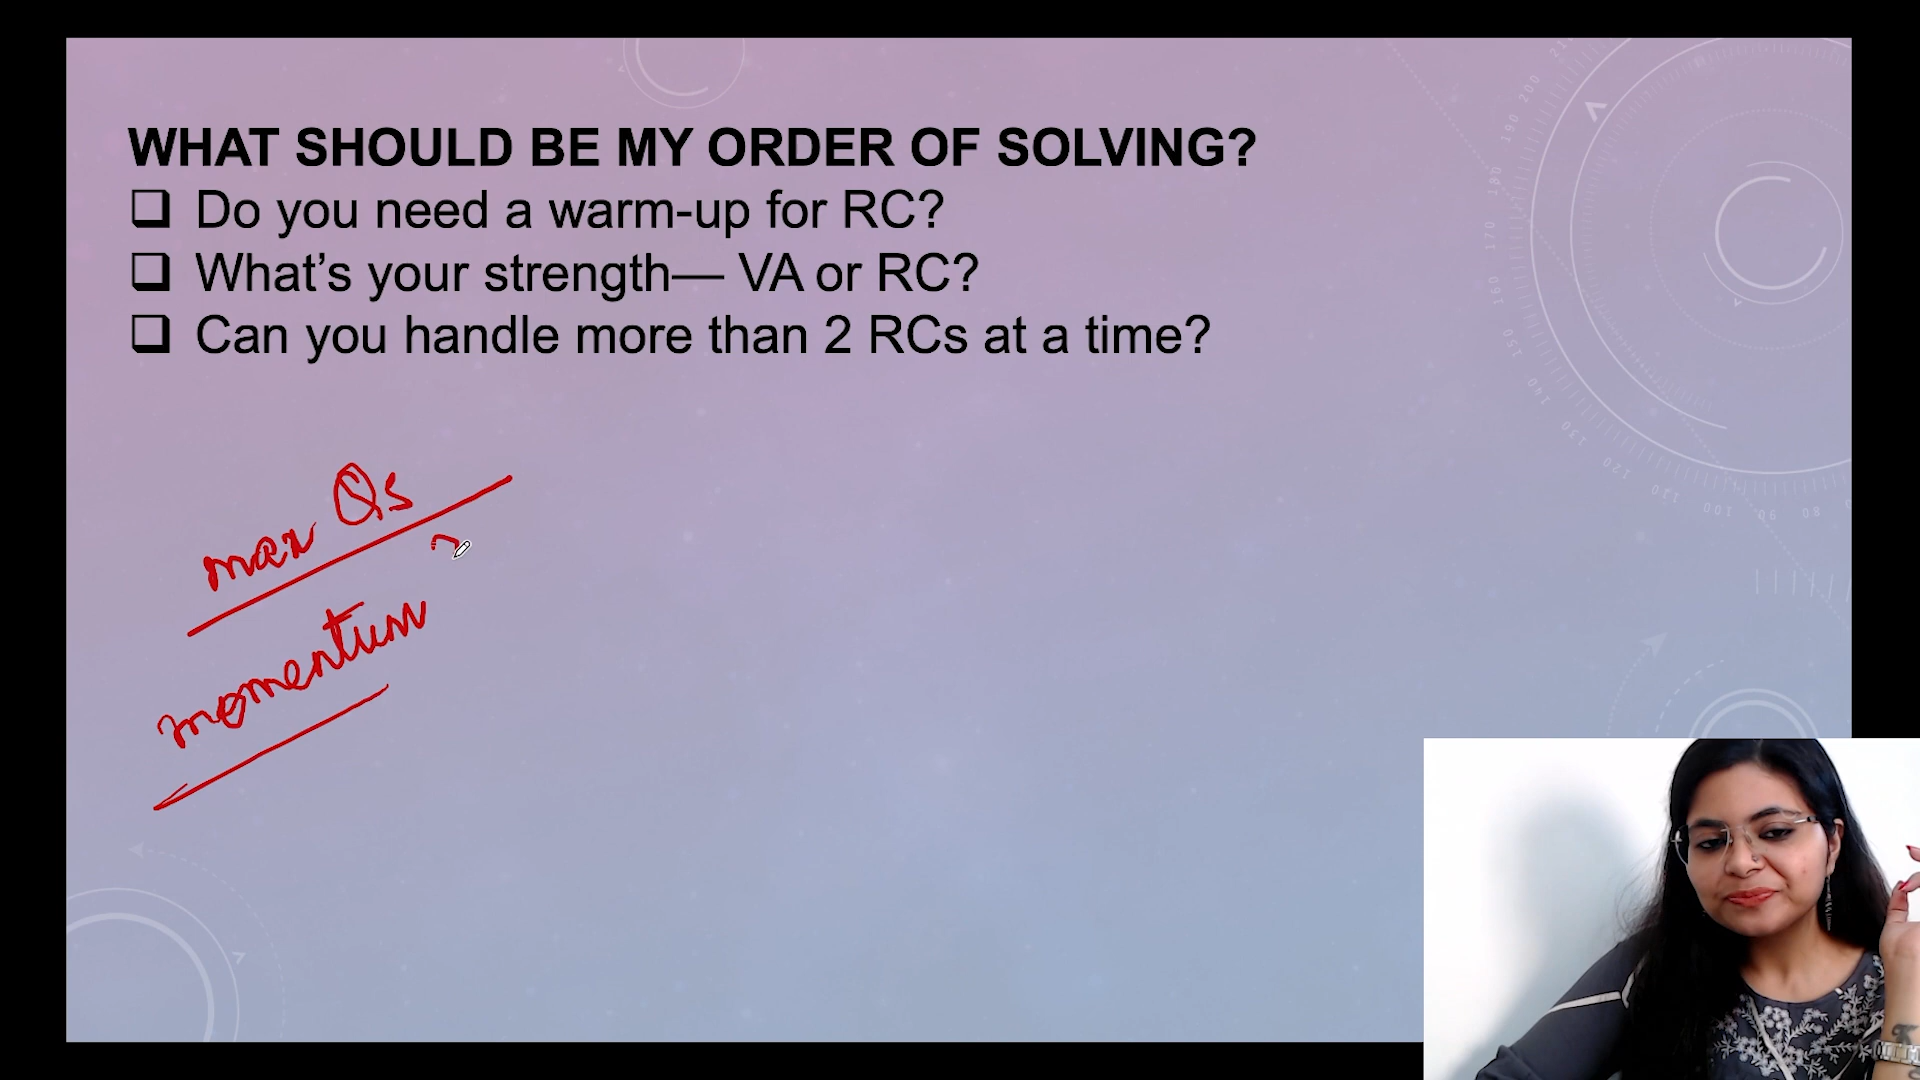 WHAT SHOULD BE MY ORDER OF SOLVING?
❑ Do you need a warm-up for RC?
❑ What's your strength— VA or RC?
❑ Can you handle more than 2 RCs at a time?
max Qs
momentum